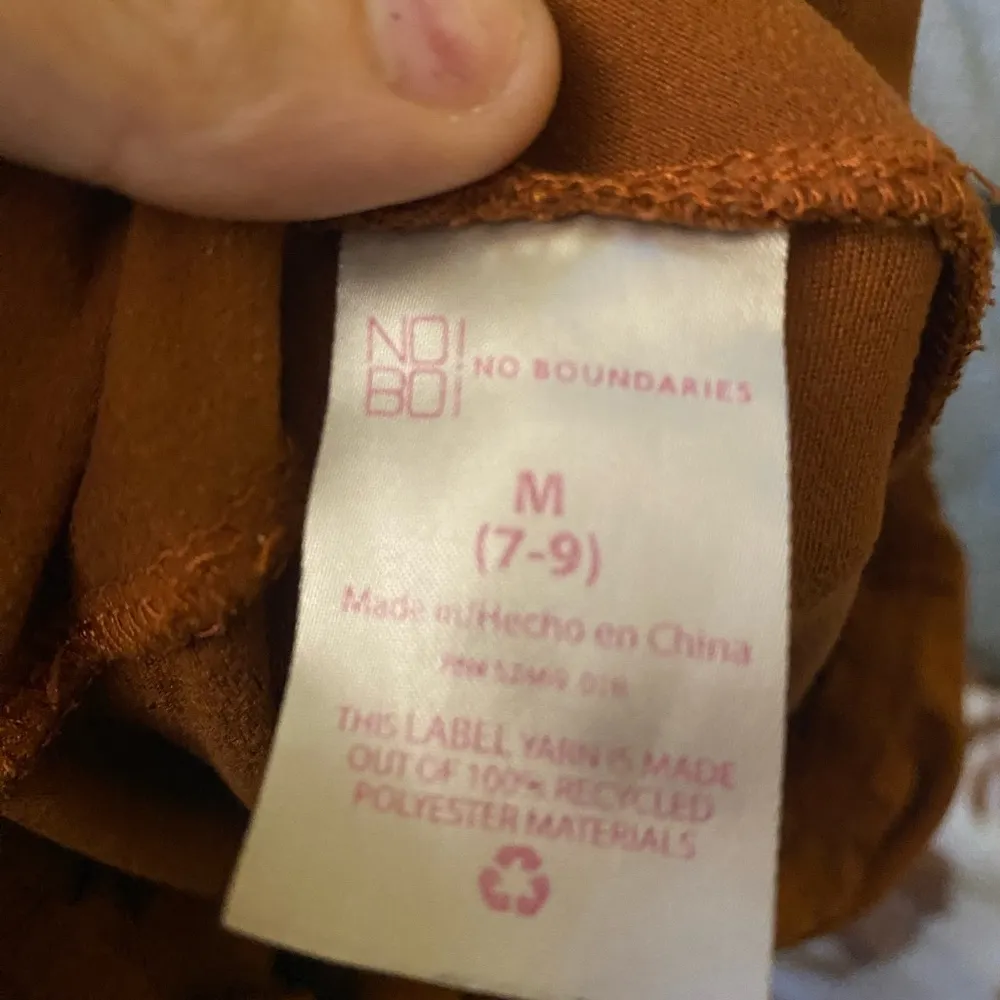 NO
BO
NO BOUNDARIES
M
(7-9)
Made in/Hecho en China
THIS LABEL YARN IS MADE
OUT OF 100% RECYCLED
POLYESTER MATERIALS